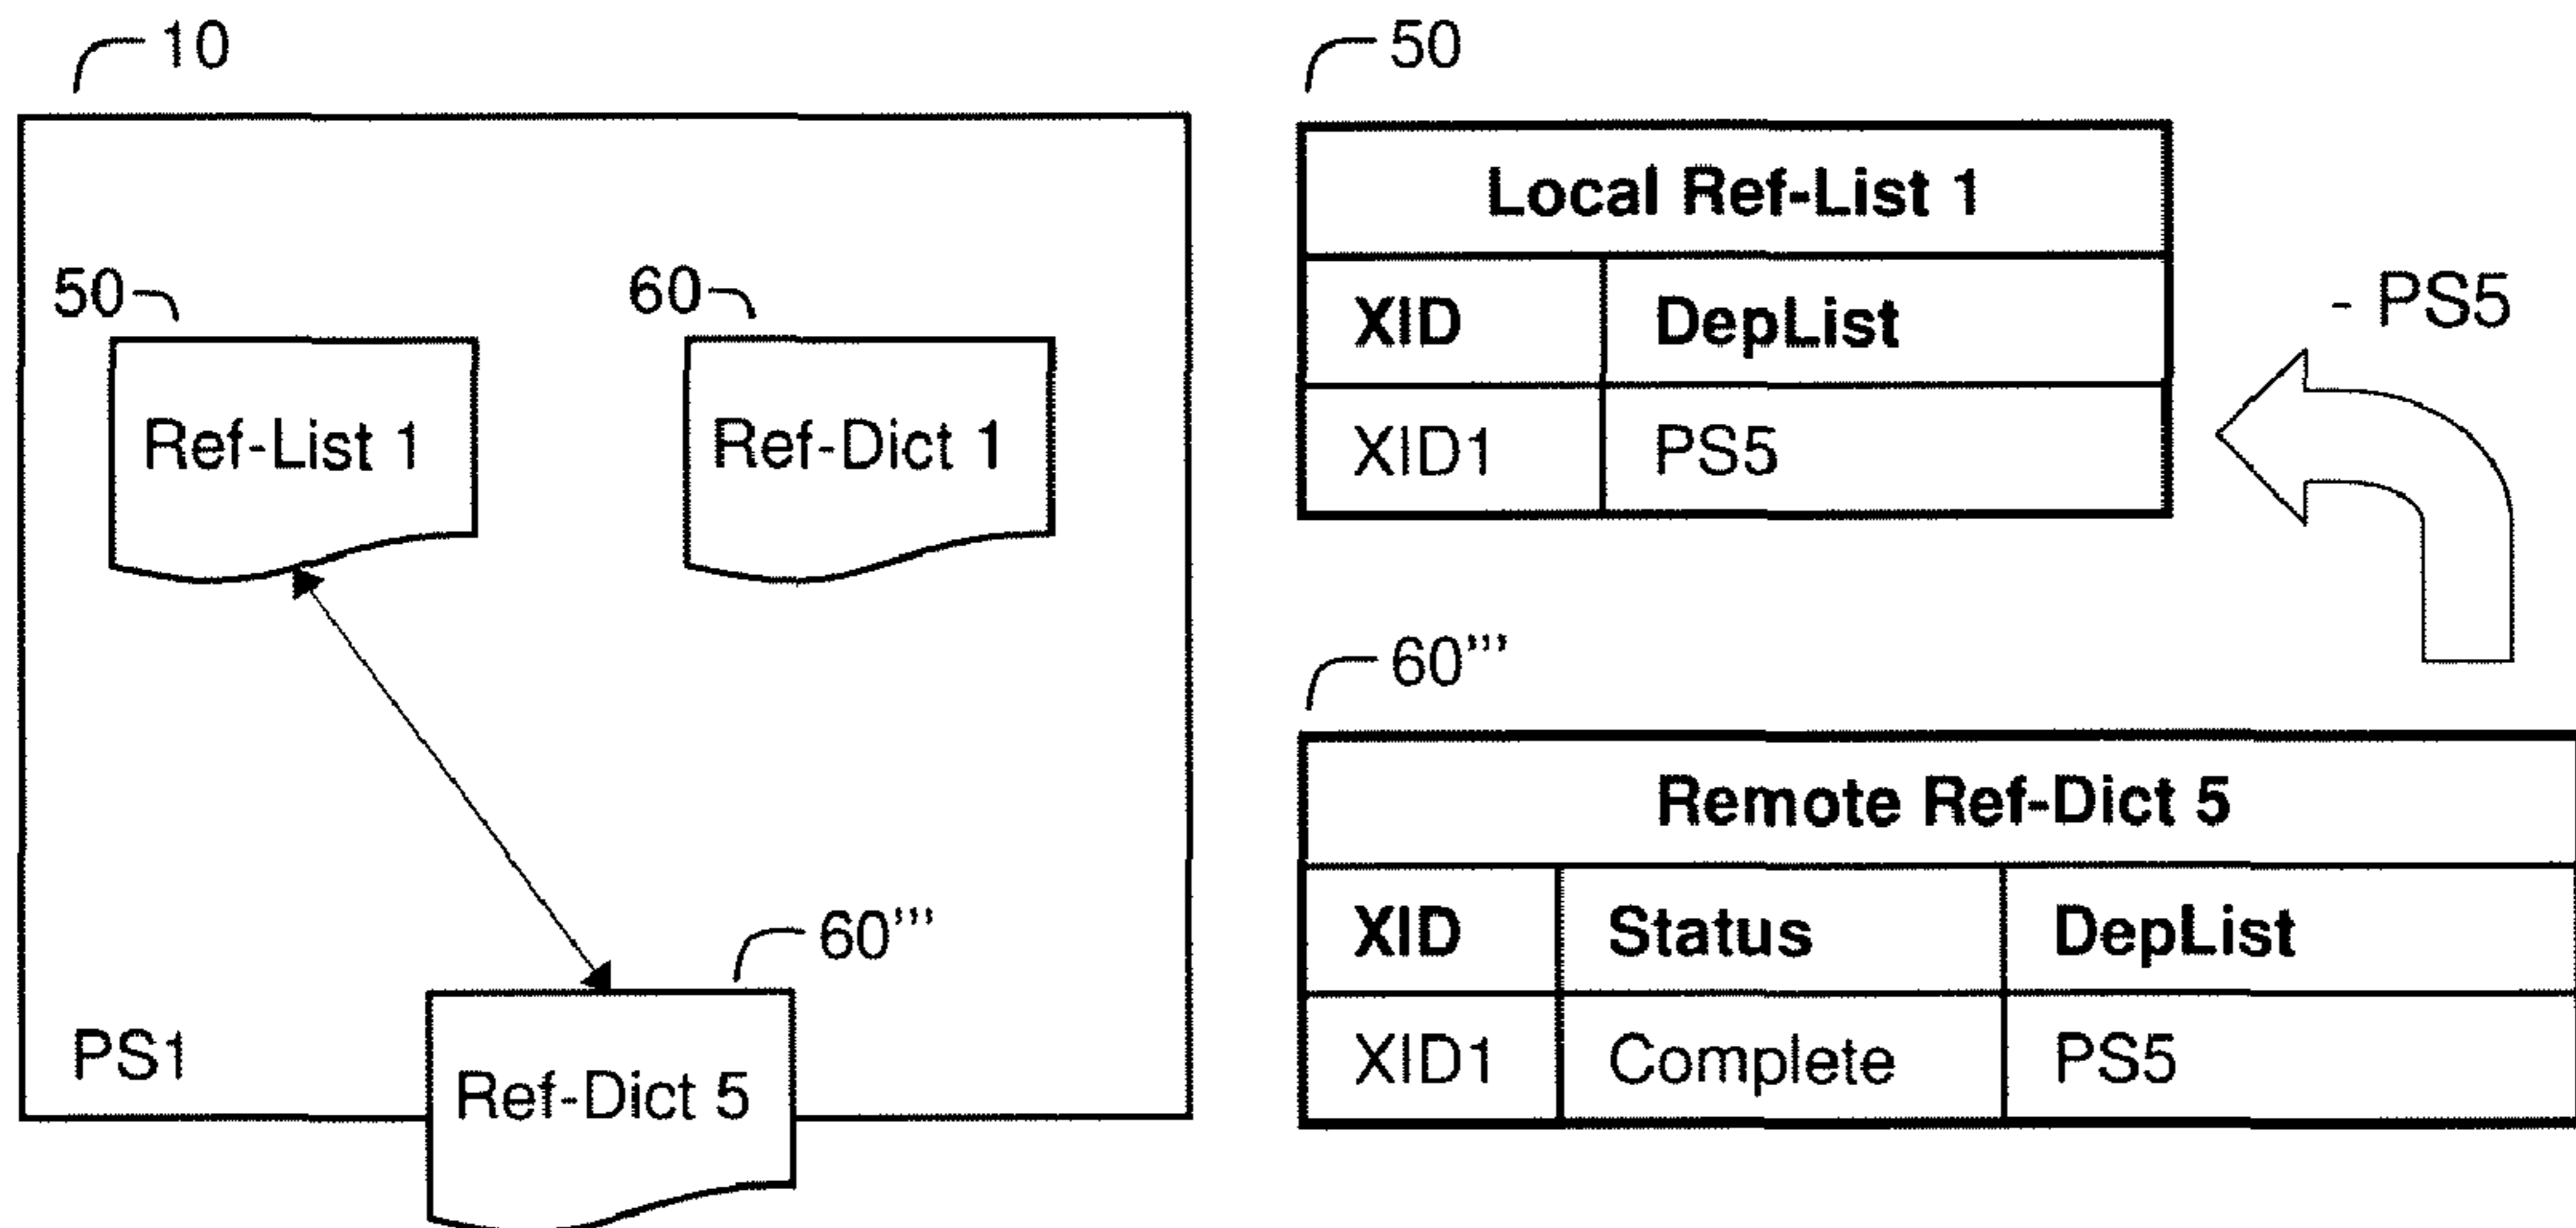 10
50
60
Ref-List 1
Ref-Dict 1
60’’’
PS1
Ref-Dict 5
50
Local Ref-List 1
XID DepList
XID1 PS5
- PS5
60’’’
Remote Ref-Dict 5
XID Status DepList
XID1 Complete PS5